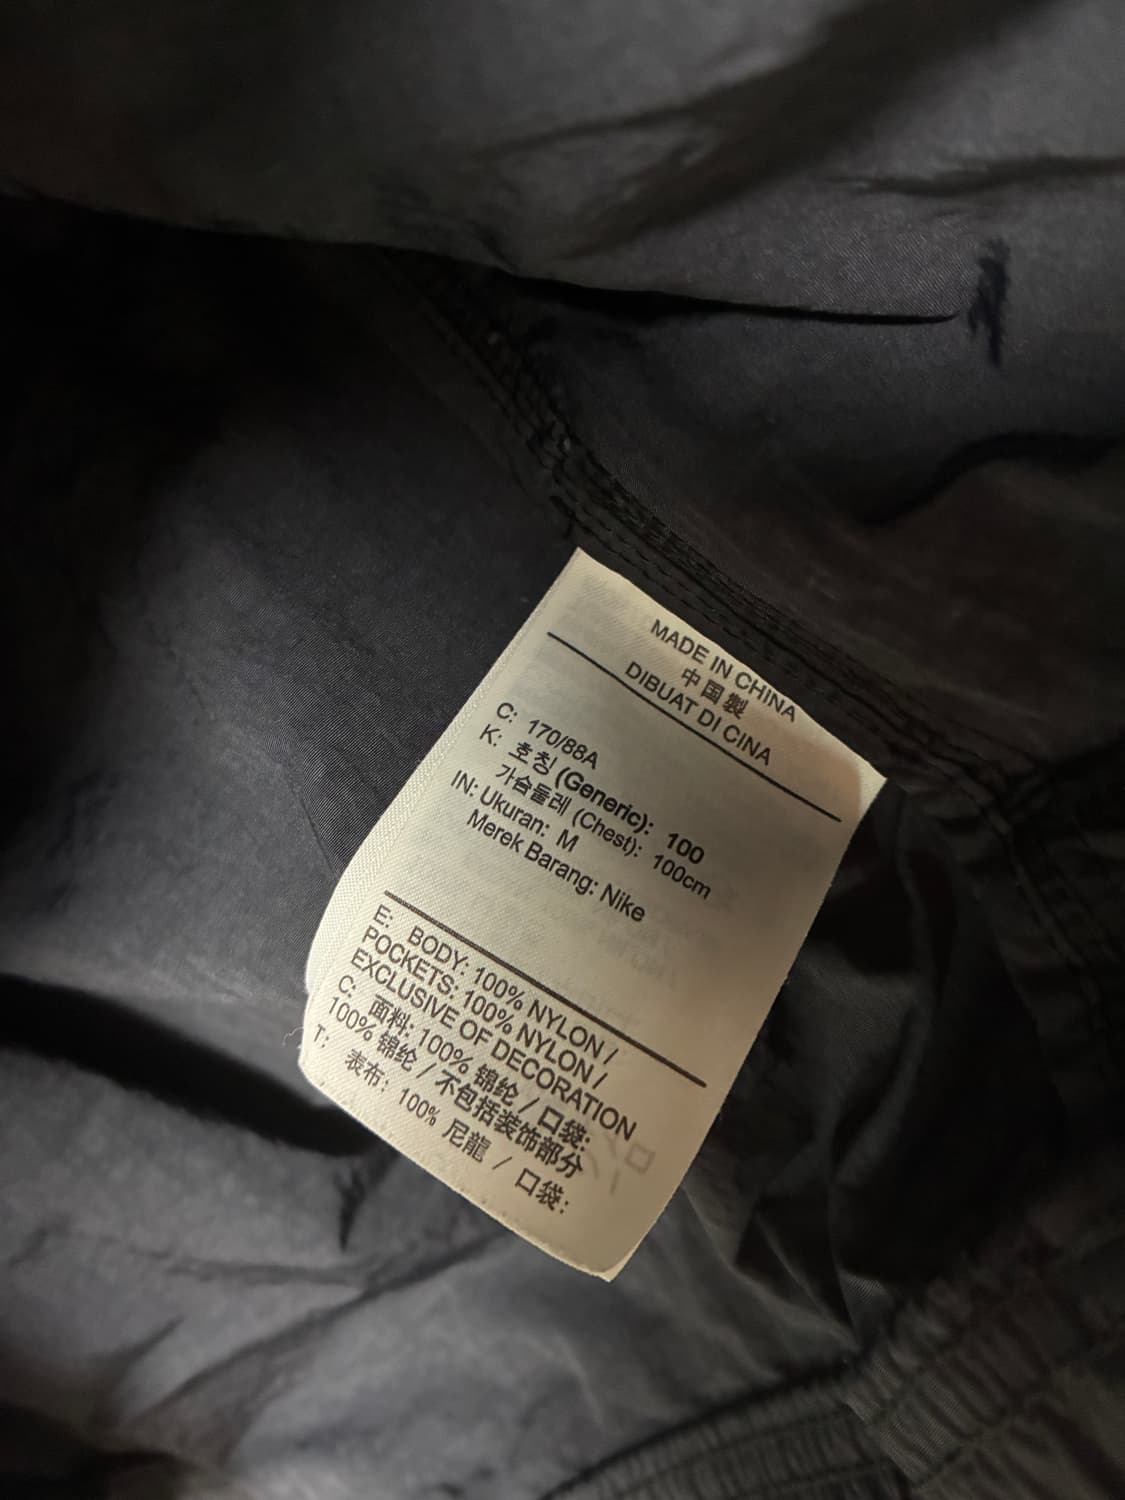 MADE IN CHINA
中国製
DIBUAT DI CINA
C: 170/88A
K: 호칭 (Generic): 100
가슴둘레 (Chest): 100cm
IN: Ukuran: M
Merek Barang: Nike
E: BODY: 100% NYLON /
POCKETS: 100% NYLON /
EXCLUSIVE OF DECORATION
C: 面料: 100% 锦纶 / 口袋:
100% 锦纶 / 不包括装饰部分
T: 表布: 100% 尼龍 / 口袋: